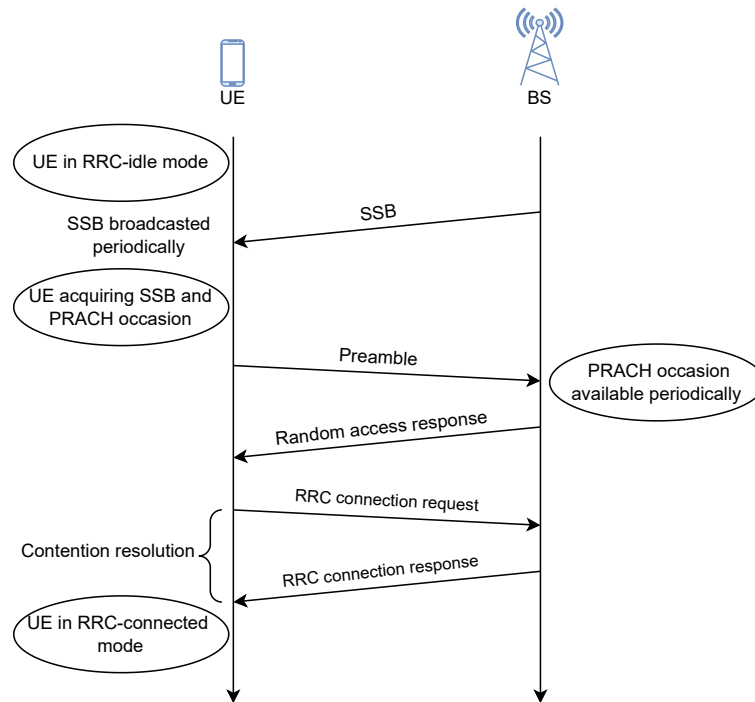 UE
BS
UE in RRC-idle mode
SSB
SSB broadcasted
periodically
UE acquiring SSB and
PRACH occasion
Preamble
PRACH occasion
available periodically
Random access response
RRC connection request
Contention resolution
RRC connection response
UE in RRC-connected
mode